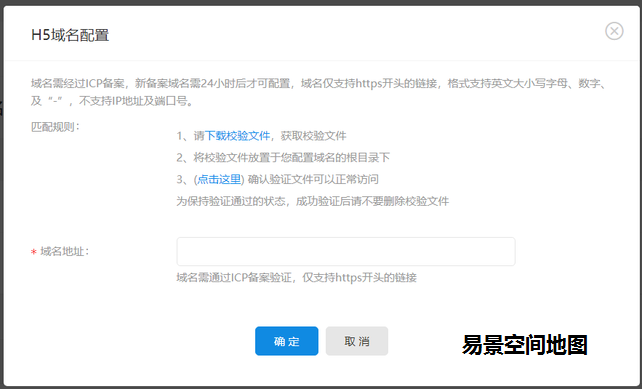 H5域名配置
域名需经过ICP备案，新备案域名需24小时后才可配置，域名仅支持https开头的链接，格式支持英文大小写字母、数字、
及“-”，不支持IP地址及端口号。
匹配规则：
1、请下载校验文件，获取校验文件
2、将校验文件放置于您配置域名的根目录下
3、(点击这里) 确认验证文件可以正常访问
为保持验证通过的状态，成功验证后请不要删除校验文件
* 域名地址：
域名需通过ICP备案验证，仅支持https开头的链接
确 定
取 消
易景空间地图